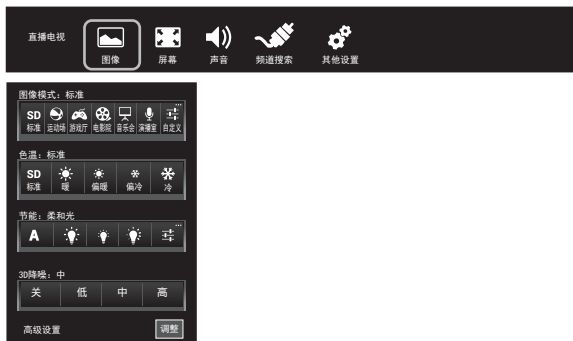 直播电视
图像 屏幕 声音 频道搜索 其他设置
图像模式：标准
SD
标准 运动场 游戏厅 电影院 音乐会 演播室 自定义
色温：标准
SD
标准 暖 偏暖 偏冷 冷
节能：柔和光
A
3D降噪：中
关 低 中 高
高级设置 调整